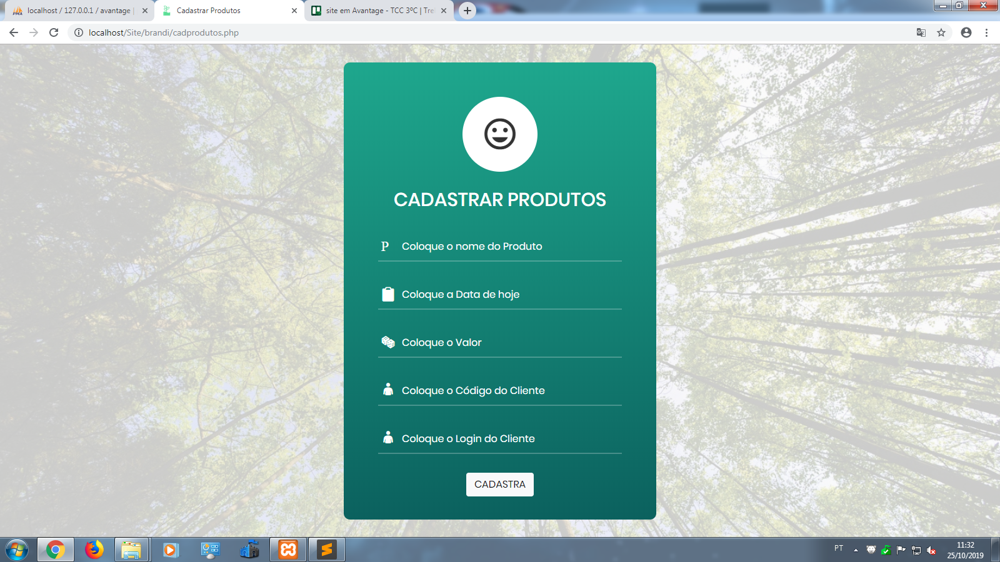 localhost / 127.0.0.1 / avantage |
Cadastrar Produtos
site em Avantage - TCC 3ºC | Tre
localhost/Site/brandi/cadprodutos.php
CADASTRAR PRODUTOS
P
Coloque o nome do Produto
Coloque a Data de hoje
Coloque o Valor
Coloque o Código do Cliente
Coloque o Login do Cliente
CADASTRA
PT
11:32
25/10/2019